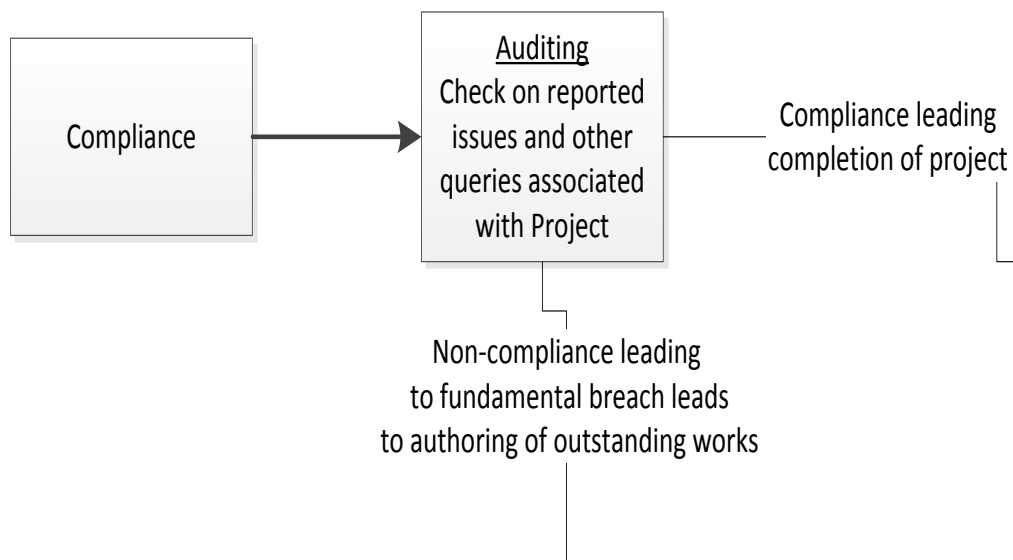 Compliance
Auditing
Check on reported
issues and other
queries associated
with Project
Compliance leading
completion of project
Non-compliance leading
to fundamental breach leads
to authoring of outstanding works